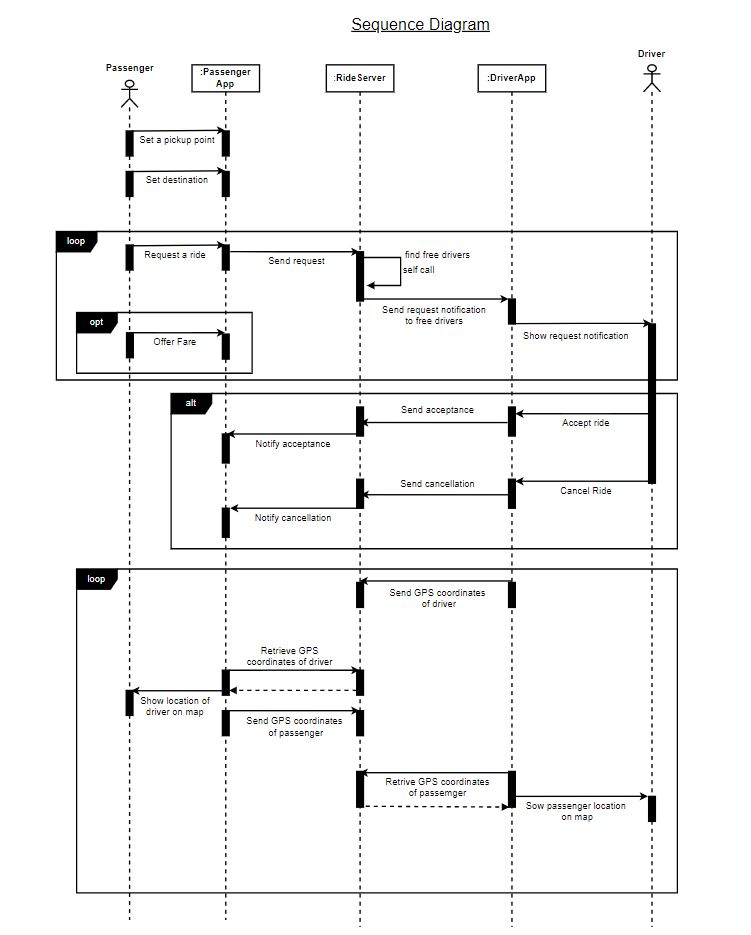 Sequence Diagram
Passenger
:Passenger
App
:RideServer
:DriverApp
Driver
Set a pickup point
Set destination
loop
Request a ride
Send request
find free drivers
self call
Send request notification
to free drivers
Show request notification
opt
Offer Fare
alt
Send acceptance
Accept ride
Notify acceptance
Send cancellation
Cancel Ride
Notify cancellation
loop
Send GPS coordinates
of driver
Retrieve GPS
coordinates of driver
Show location of
driver on map
Send GPS coordinates
of passenger
Retrive GPS coordinates
of passemger
Sow passenger location
on map